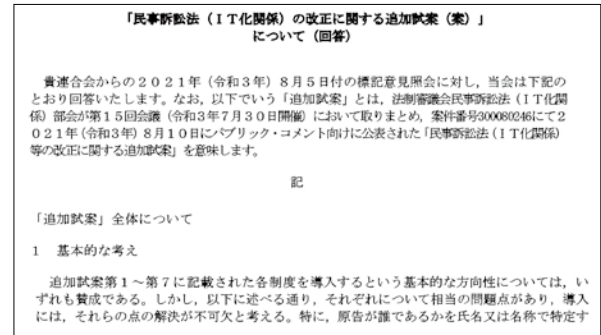 「民事訴訟法（ＩＴ化関係）の改正に関する追加試案（案）」
について（回答）
貴連合会からの２０２１年（令和３年）８月５日付の標記意見照会に対し，当会は下記の
とおり回答いたします。なお，以下でいう「追加試案」とは，法制審議会民事訴訟法（ＩＴ化関
係）部会が第１５回会議（令和３年７月３０日開催）において取りまとめ，案件番号300080246にて２
０２１年（令和３年）８月１０日にパブリック・コメント向けに公表された「民事訴訟法（ＩＴ化関係）
等の改正に関する追加試案」を意味します。
記
「追加試案」全体について
１　基本的な考え
追加試案第１～第７に記載された各制度を導入するという基本的な方向性については，い
ずれも賛成である。しかし，以下に述べる通り，それぞれについて相当の問題点があり，導入
には，それらの点の解決が不可欠と考える。特に，原告が誰であるかを氏名又は名称で特定す